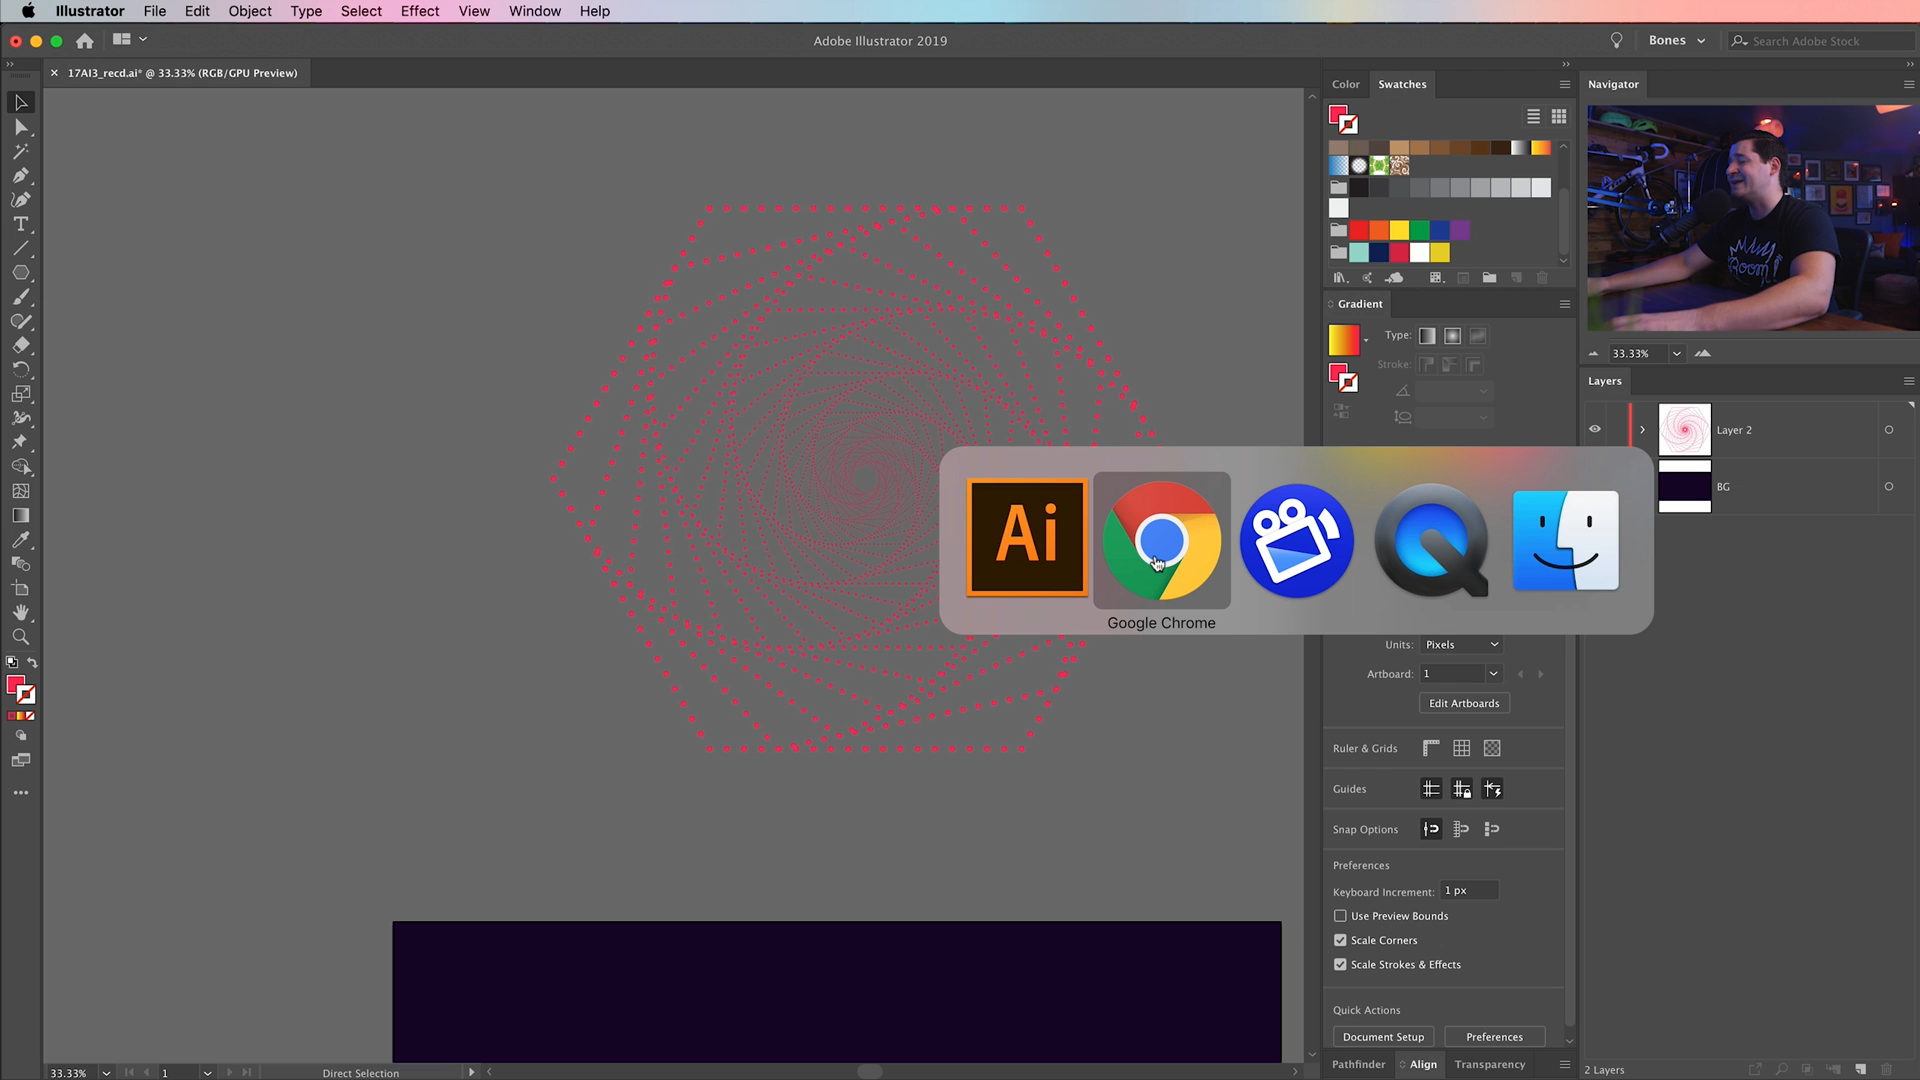 Illustrator File Edit Object Type Select Effect View Window Help
Adobe Illustrator 2019
Bones
Search Adobe Stock
17AI3_recd.ai* @ 33.33% (RGB/GPU Preview)
Color Swatches
Navigator
Gradient
Type:
Stroke:
33.33%
Layers
Layer 2
BG
Ai
Google Chrome
Units: Pixels
Artboard: 1
Edit Artboards
Ruler & Grids
Guides
Snap Options
Preferences
Keyboard Increment: 1 px
Use Preview Bounds
Scale Corners
Scale Strokes & Effects
Quick Actions
Document Setup Preferences
Pathfinder Align Transparency
33.33% 1 Direct Selection
2 Layers